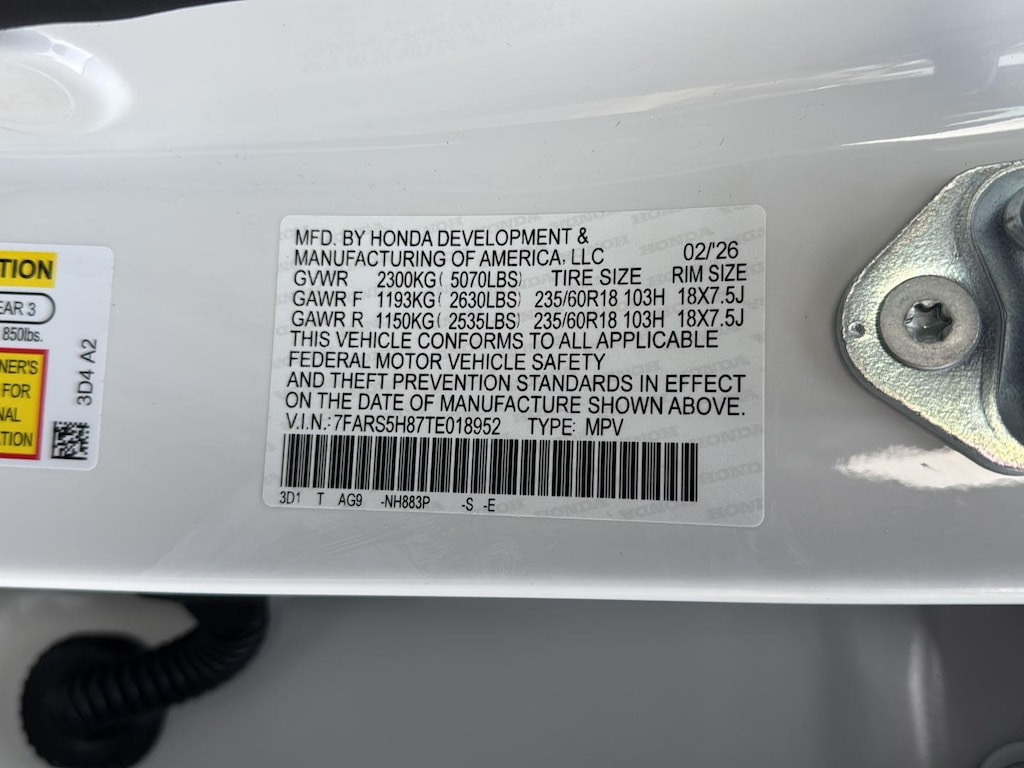 TION
EAR 3
850lbs.
NER'S
FOR
NAL
TION
3D4 A2
MFD. BY HONDA DEVELOPMENT &
MANUFACTURING OF AMERICA, LLC 02/'26
GVWR 2300KG( 5070LBS) TIRE SIZE RIM SIZE
GAWR F 1193KG( 2630LBS) 235/60R18 103H 18X7.5J
GAWR R 1150KG( 2535LBS) 235/60R18 103H 18X7.5J
THIS VEHICLE CONFORMS TO ALL APPLICABLE
FEDERAL MOTOR VEHICLE SAFETY
AND THEFT PREVENTION STANDARDS IN EFFECT
ON THE DATE OF MANUFACTURE SHOWN ABOVE.
V.I.N.:7FARS5H87TE018952 TYPE: MPV
3D1 T AG9 -NH883P -S -E